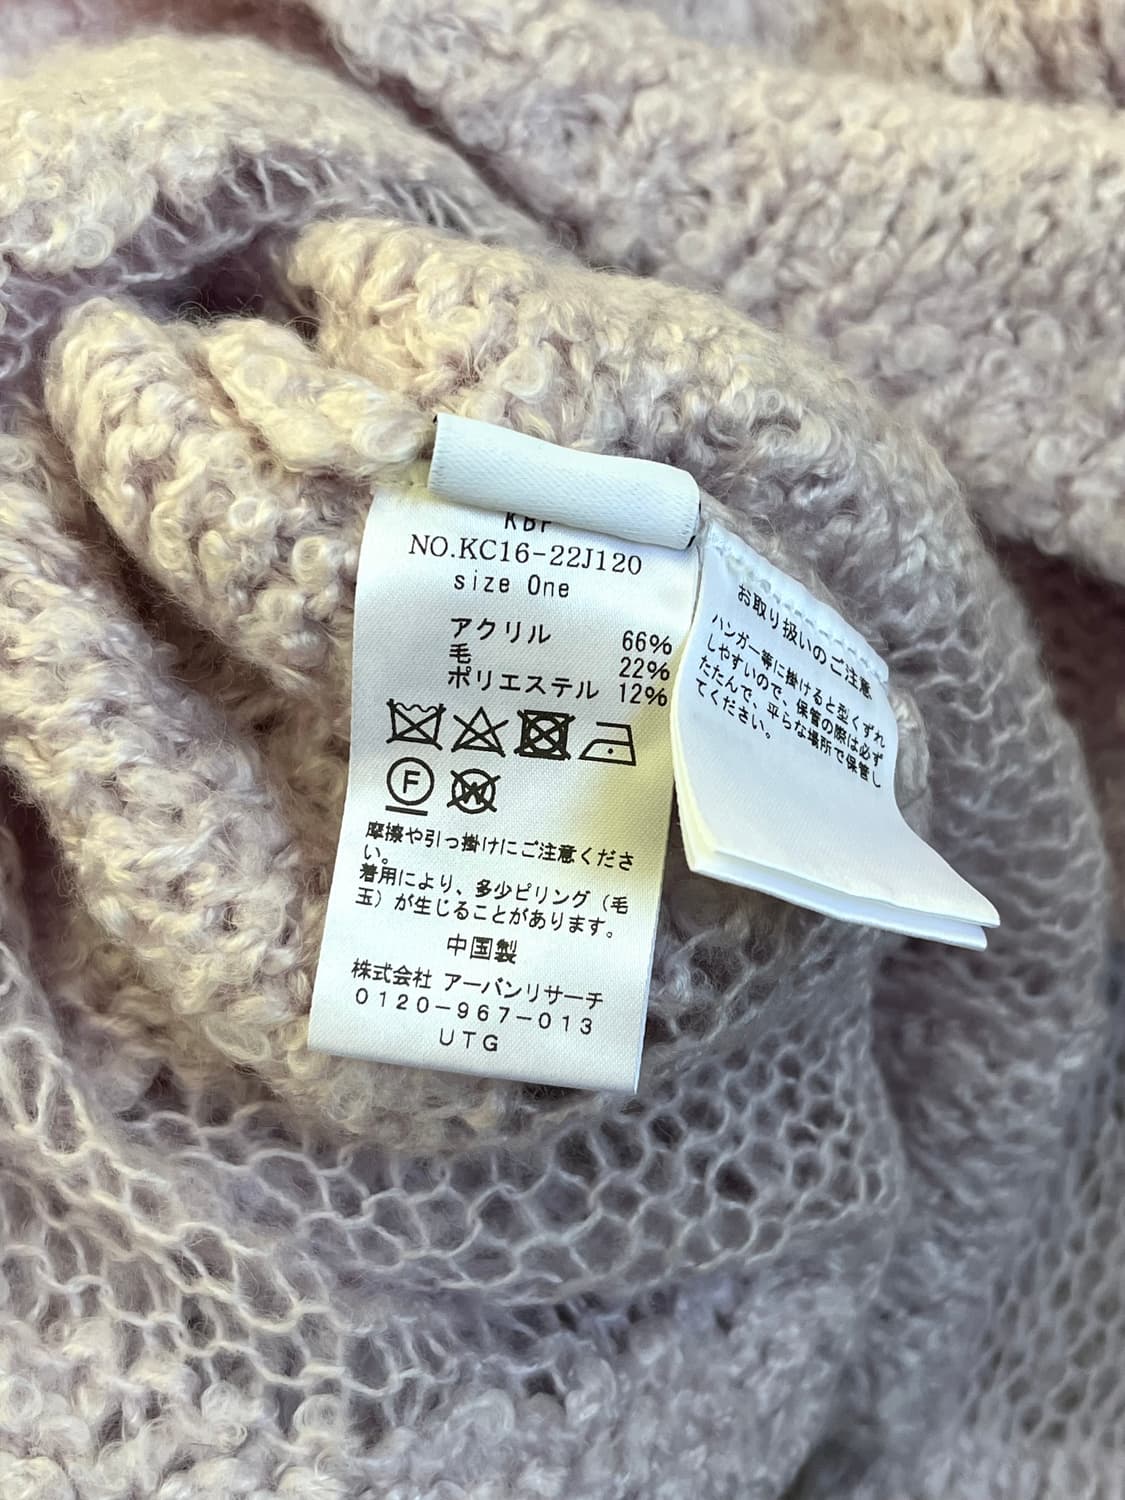 KBF
NO.KC16-22J120
size One
アクリル 66%
毛 22%
ポリエステル 12%
F
W
摩擦や引っ掛けにご注意くださ
い。
着用により、多少ピリング（毛
玉）が生じることがあります。
中国製
株式会社 アーバンリサーチ
0120-967-013
UTG
お取り扱いのご注意
ハンガー等に掛けると型くずれ
しやすいので、保管の際は必ず
たたんで、平らな場所で保管し
てください。